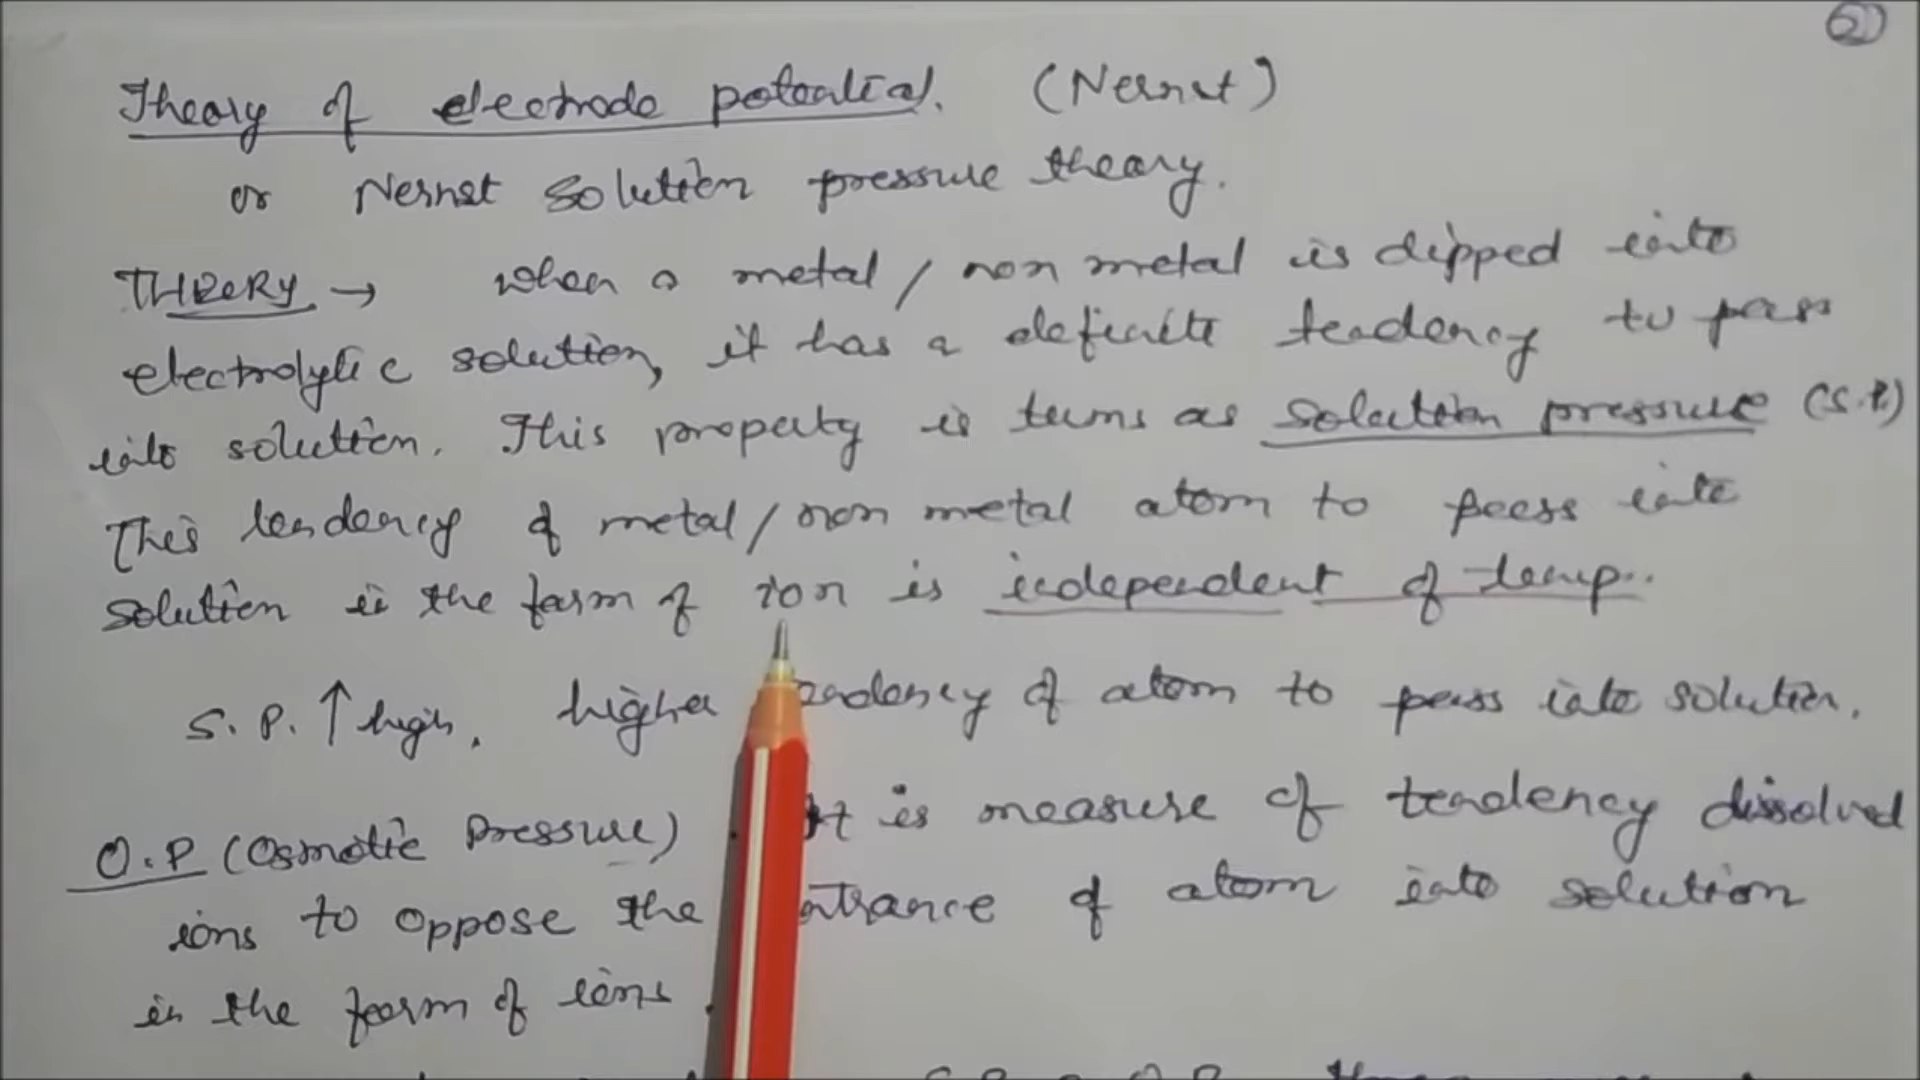 2
Theory of electrode potential. (Nernst)
or Nernst solution pressure theory.
THEORY → when a metal / non metal is dipped into
electrolytic solution, it has a definite tendency to pass
into solution. This property is terms as solution pressure (S.P.)
This tendency of metal / non metal atom to pass into
solution in the form of ion is independent of temp..
S.P. ↑ high, higher tendency of atom to pass into solution.
O.P (Osmotic Pressure) . It is measure of tendency dissolved
ions to oppose the entrance of atom into solution
in the form of ions .